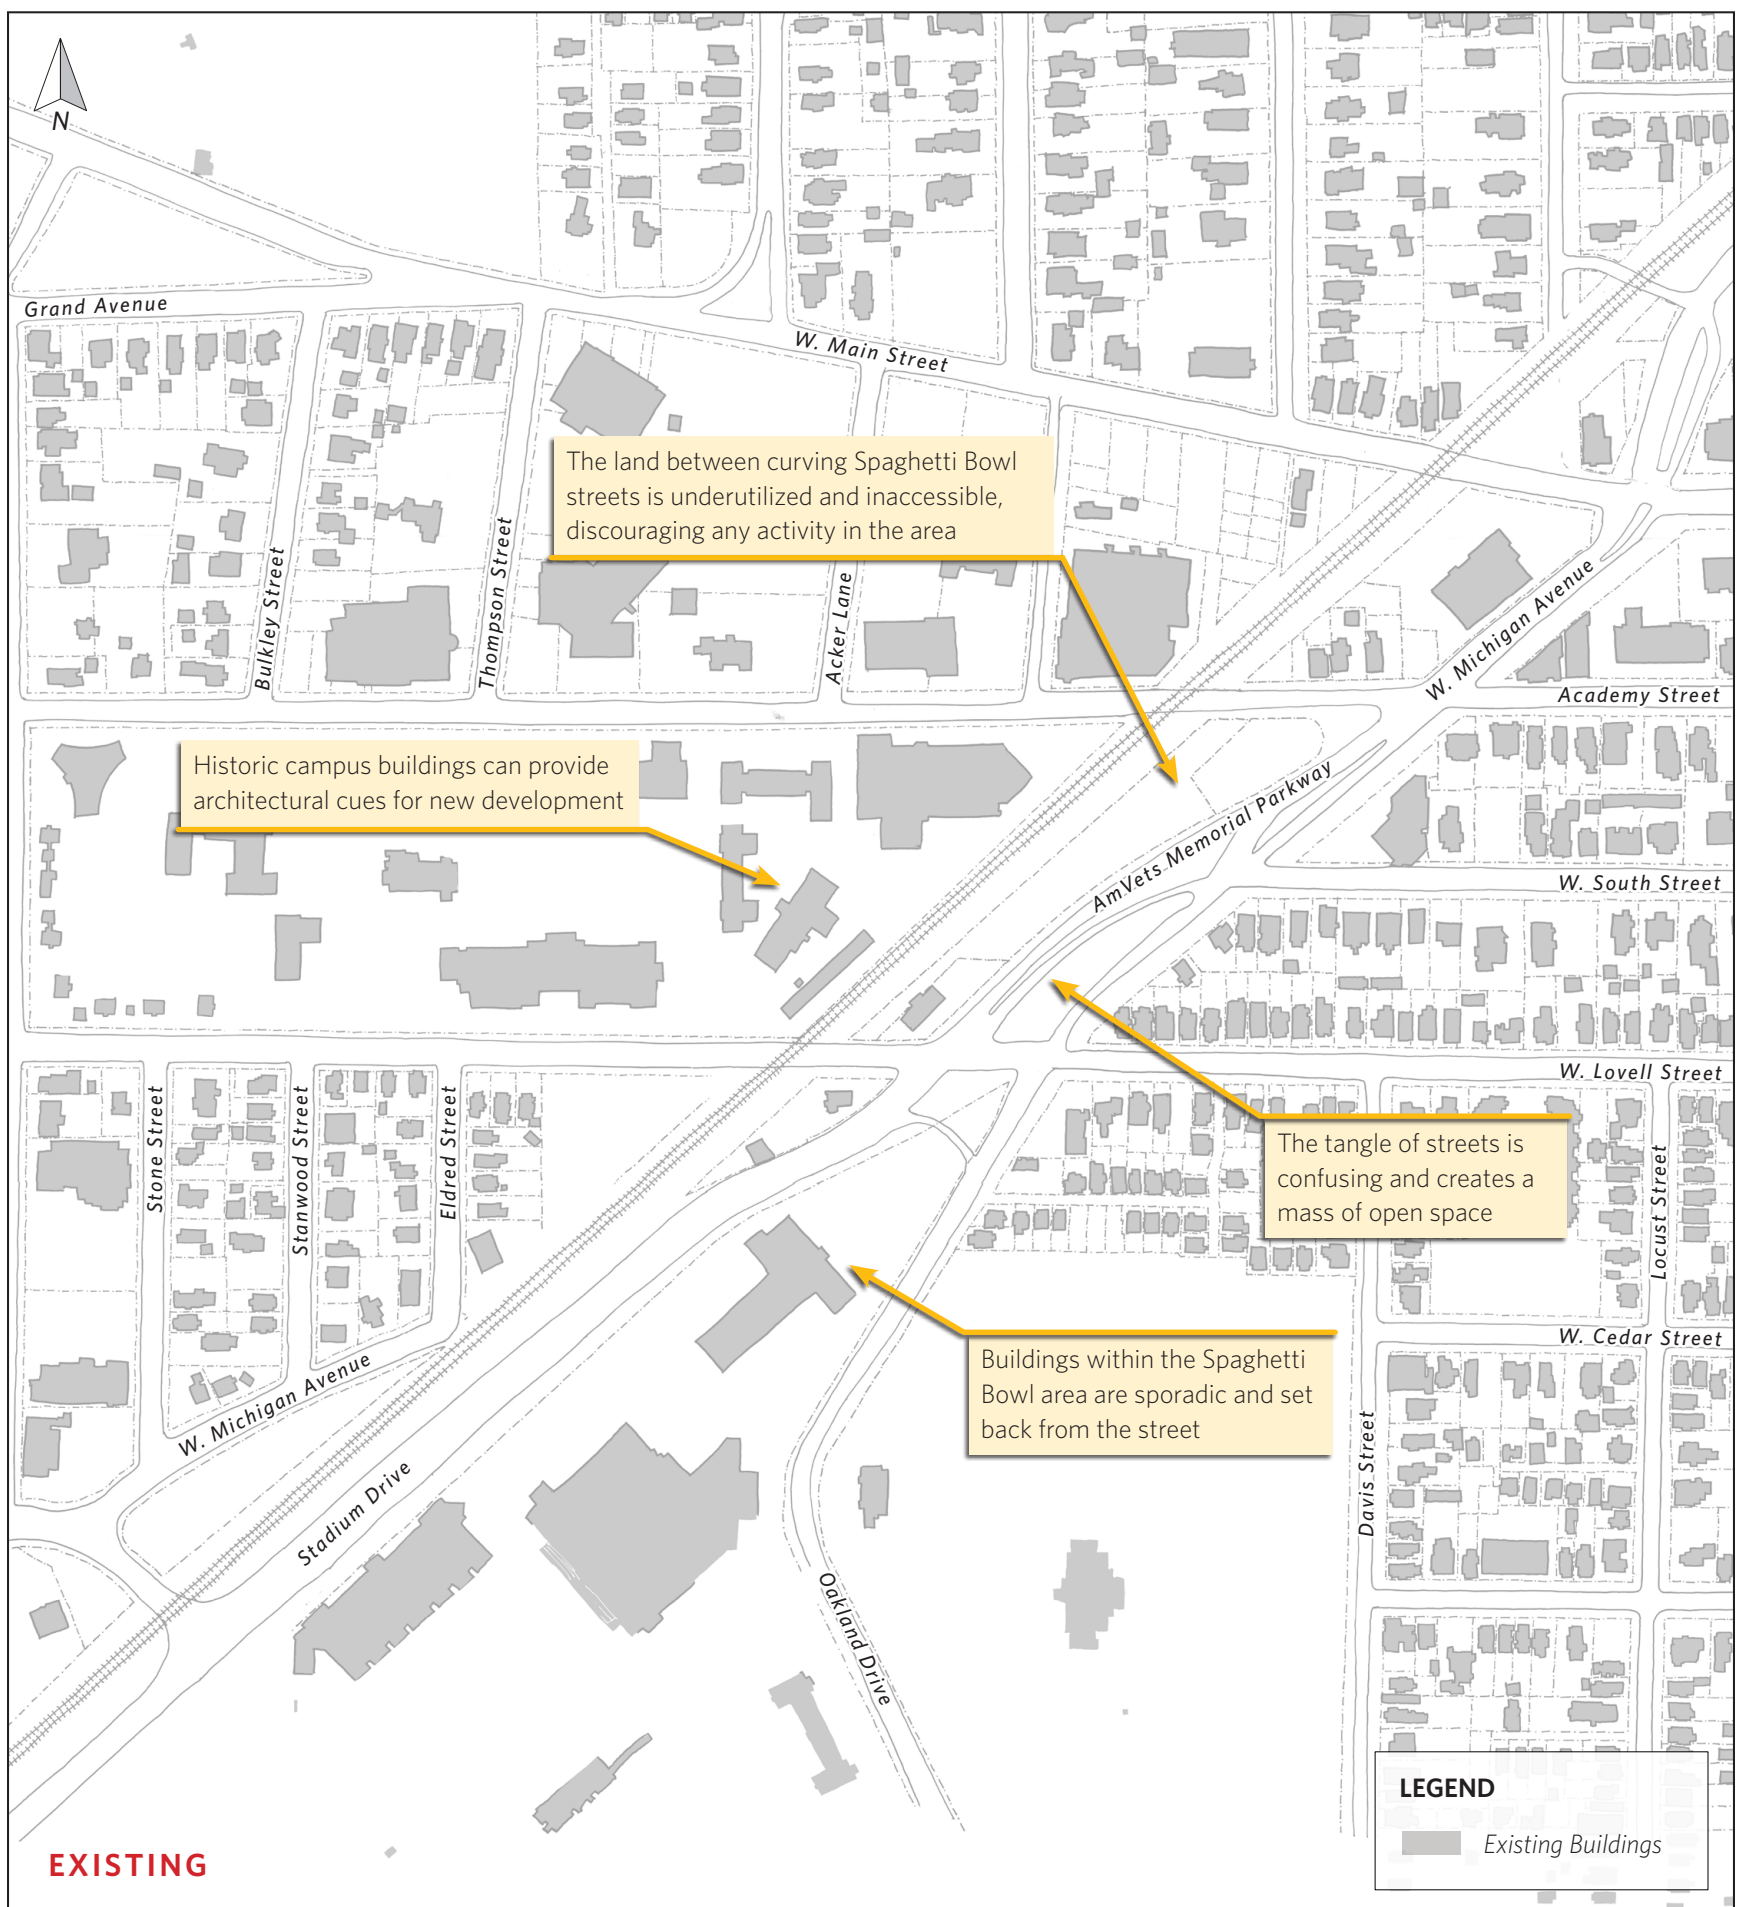 N
Grand Avenue
W. Main Street
The land between curving Spaghetti Bowl
streets is underutilized and inaccessible,
discouraging any activity in the area
Bulkley Street
Thompson Street
Acker Lane
W. Michigan Avenue
Academy Street
Historic campus buildings can provide
architectural cues for new development
AmVets Memorial Parkway
W. South Street
W. Lovell Street
Stone Street
Stanwood Street
Eldred Street
The tangle of streets is
confusing and creates a
mass of open space
Locust Street
W. Cedar Street
Buildings within the Spaghetti
Bowl area are sporadic and set
back from the street
W. Michigan Avenue
Stadium Drive
Davis Street
Oakland Drive
LEGEND
Existing Buildings
EXISTING